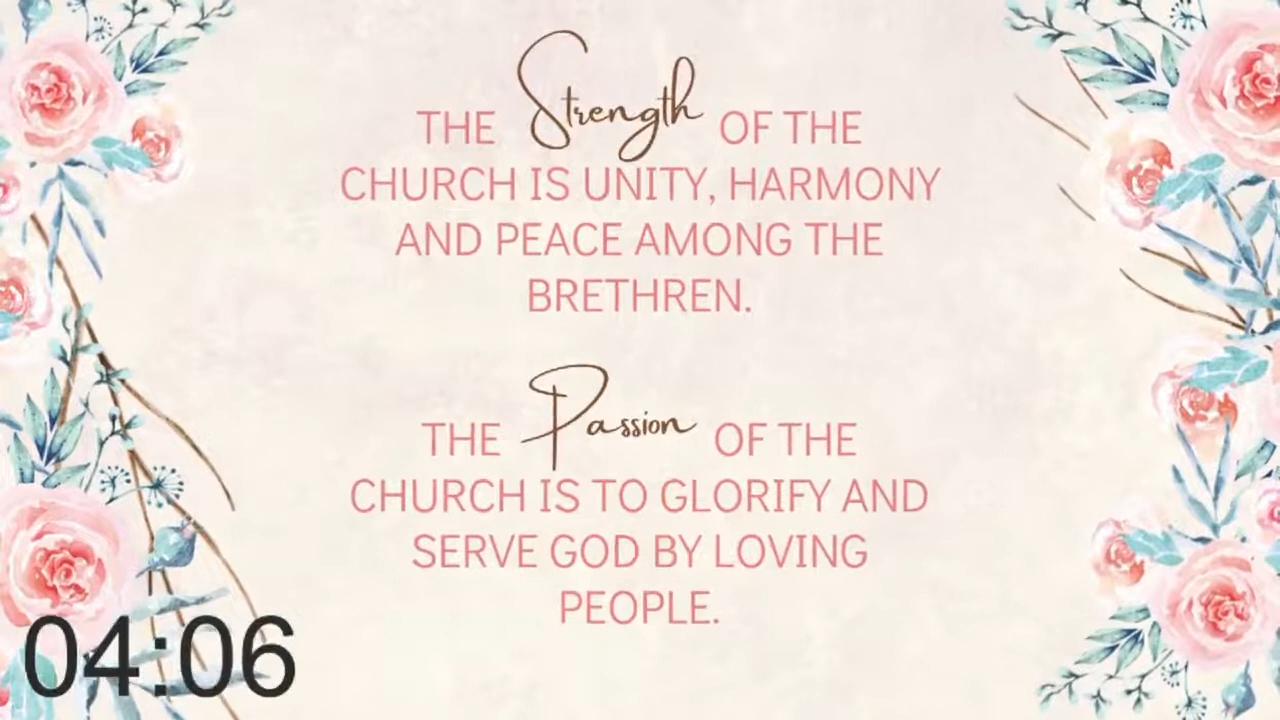 THE Strength OF THE
CHURCH IS UNITY, HARMONY
AND PEACE AMONG THE
BRETHREN.
THE Passion OF THE
CHURCH IS TO GLORIFY AND
SERVE GOD BY LOVING
PEOPLE.
04:06